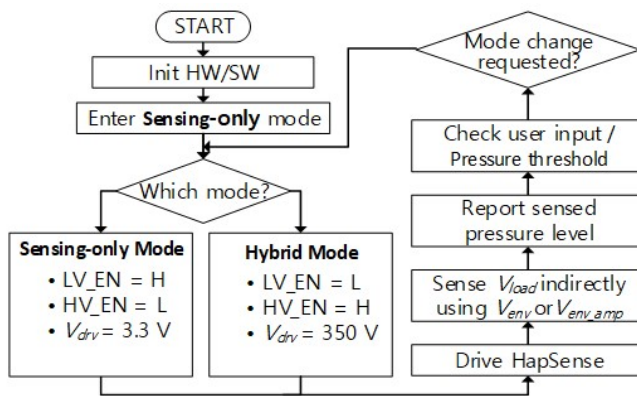 START
Init HW/SW
Enter Sensing-only mode
Which mode?
Sensing-only Mode
• LV_EN = H
• HV_EN = L
• Vdrv = 3.3 V
Hybrid Mode
• LV_EN = L
• HV_EN = H
• Vdrv = 350 V
Drive HapSense
Sense Vload indirectly
using Venv or Venv_amp
Report sensed
pressure level
Check user input /
Pressure threshold
Mode change
requested?